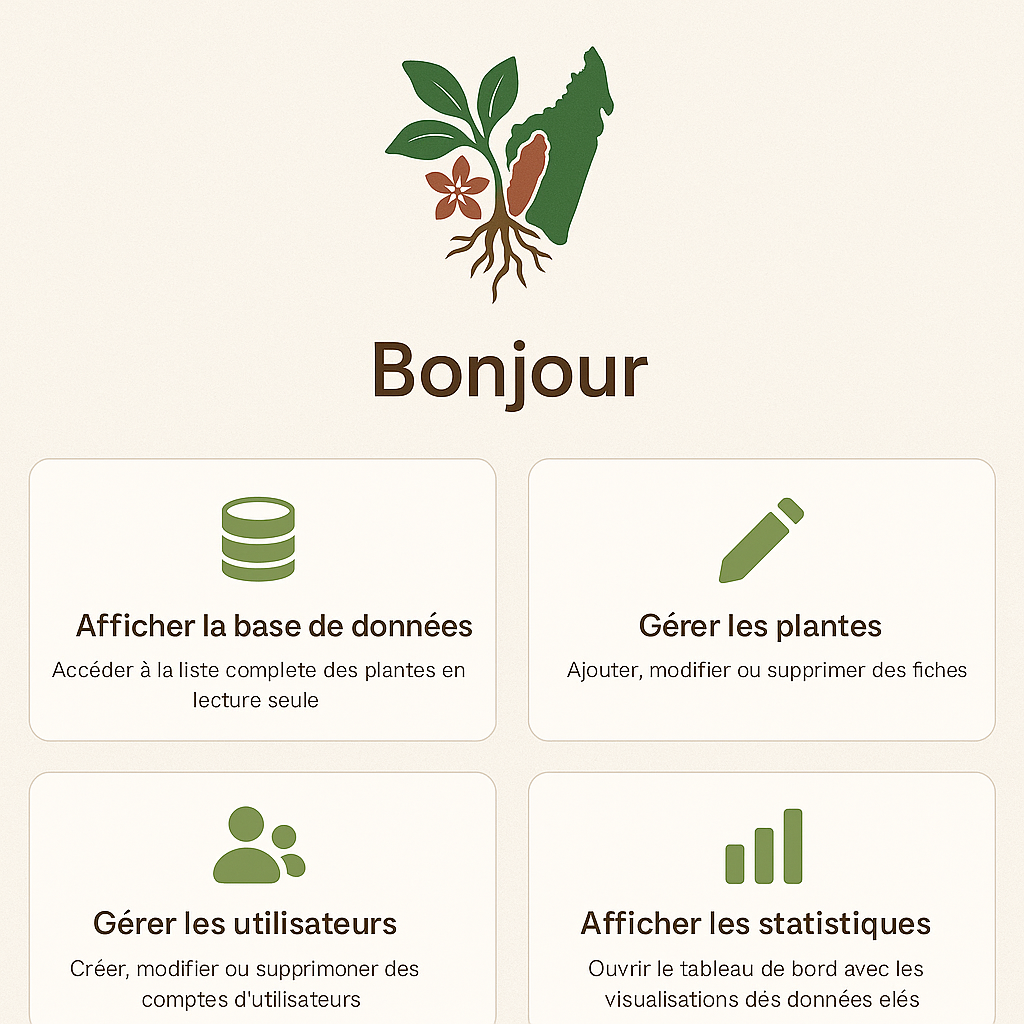 Bonjour
Afficher la base de données
Accéder à la liste complete des plantes en
lecture seule
Gérer les plantes
Ajouter, modifier ou supprimer des fiches
Gérer les utilisateurs
Créer, modifier ou supprimoner des
comptes d'utilisateurs
Afficher les statistiques
Ouvrir le tableau de bord avec les
visualisations dés données elés